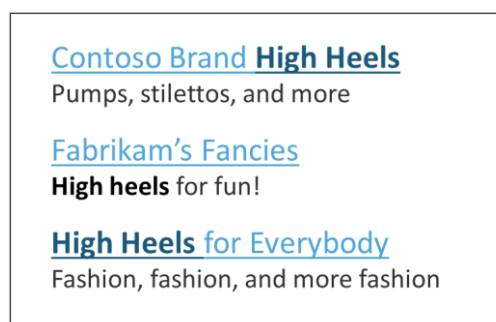 Contoso Brand High Heels
Pumps, stilettos, and more
Fabrikam’s Fancies
High heels for fun!
High Heels for Everybody
Fashion, fashion, and more fashion